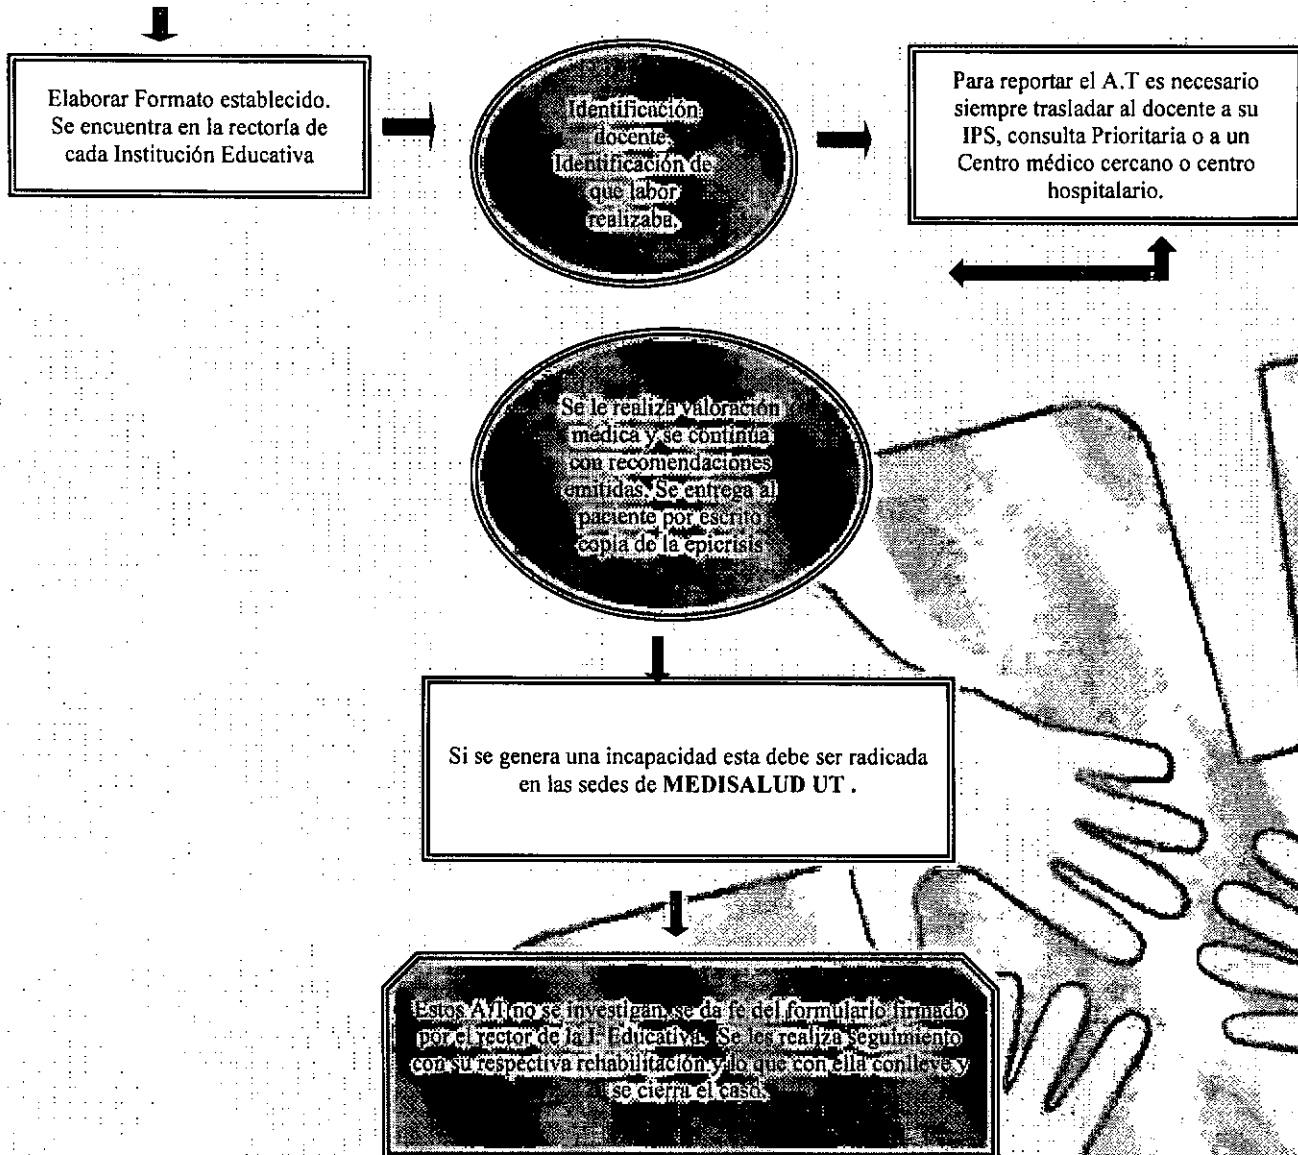 Elaborar Formato establecido.
Se encuentra en la rectoría de
cada Institución Educativa
Identificación
docente.
Identificación de
que labor
realizaba.
Para reportar el A.T es necesario
siempre trasladar al docente a su
IPS, consulta Prioritaria o a un
Centro médico cercano o centro
hospitalario.
Se le realiza valoración
médica y se continua
con recomendaciones
emitidas. Se entrega al
paciente por escrito
copia de la epicrisis
Si se genera una incapacidad esta debe ser radicada
en las sedes de MEDISALUD UT .
Estos A.T no se investigan, se da fe del formulario firmado
por el rector de la I. Educativa. Se les realiza seguimiento
con su respectiva rehabilitación y lo que con ella conlleve y
se cierra el caso.